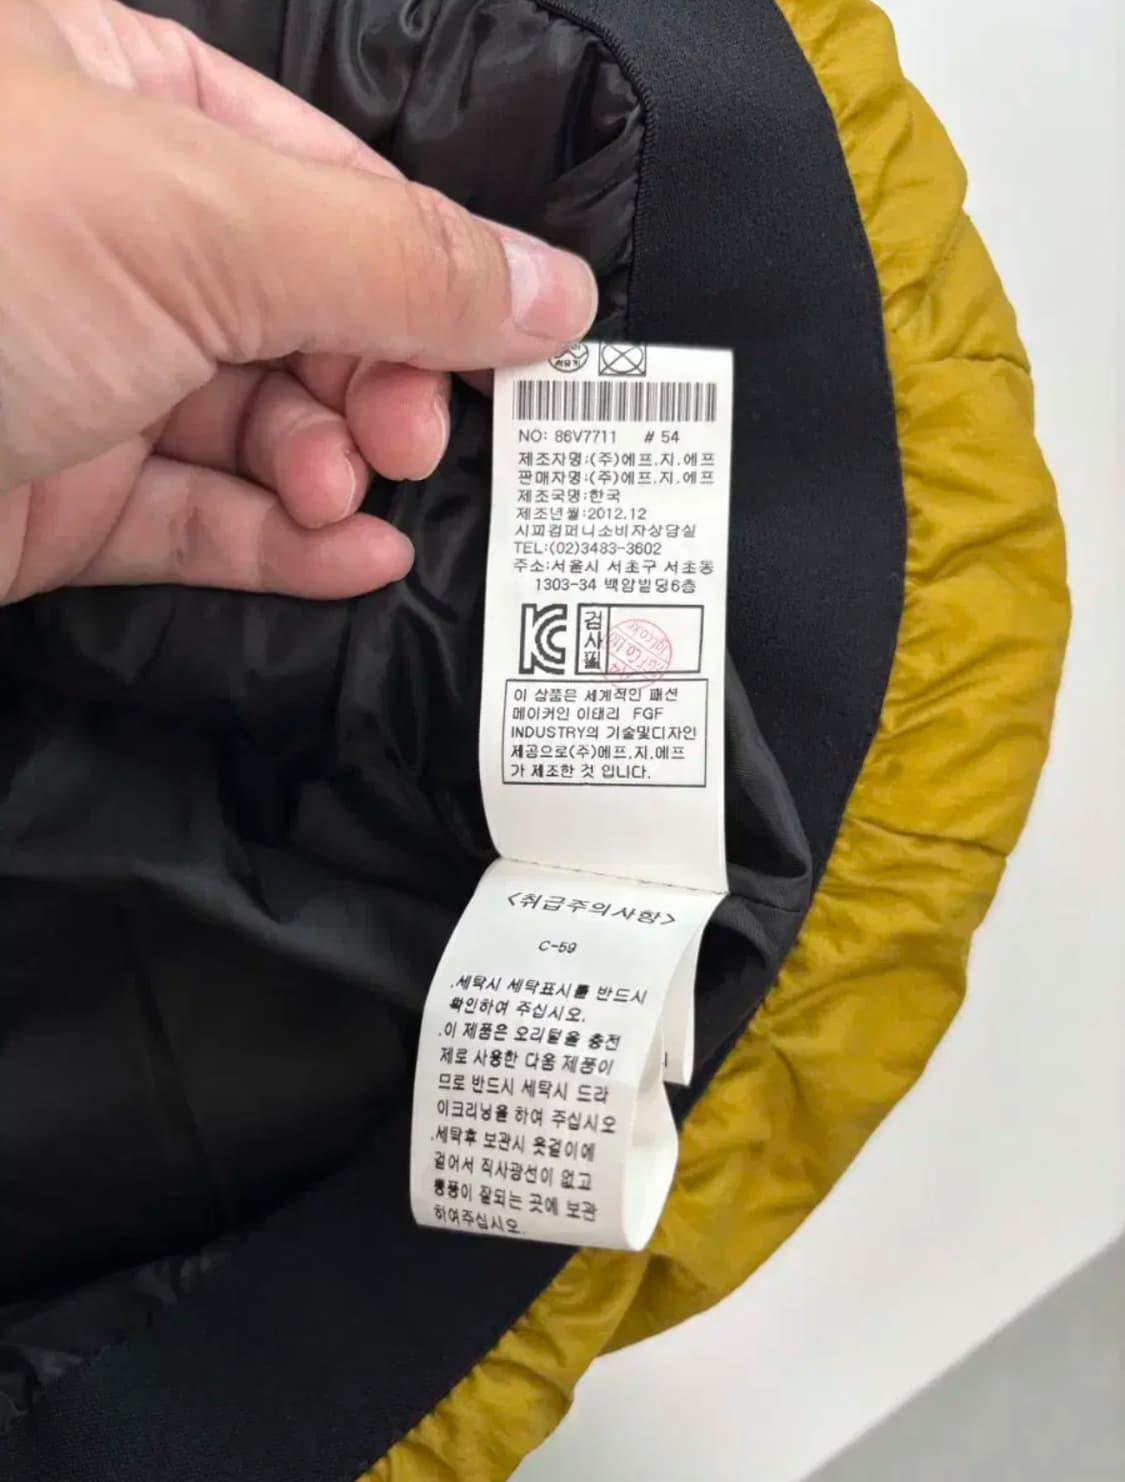 NO: 86V7711 # 54
제조자명:(주)에프.지.에프
판매자명:(주)에프.지.에프
제조국명:한국
제조년월:2012.12
시피컴퍼니소비자상담실
TEL:(02)3483-3602
주소:서울시 서초구 서초동
1303-34 백암빌딩6층
검사필
이 상품은 세계적인 패션
메이커인 이태리 FGF
INDUSTRY의 기술및디자인
제공으로(주)에프.지.에프
가 제조한 것 입니다.
<취급주의사항>
C-59
.세탁시 세탁표시를 반드시
확인하여 주십시오.
.이 제품은 오리털을 충전
제로 사용한 다운 제품이
므로 반드시 세탁시 드라
이크리닝을 하여 주십시오
.세탁후 보관시 옷걸이에
걸어서 직사광선이 없고
통풍이 잘되는 곳에 보관
하여주십시오.